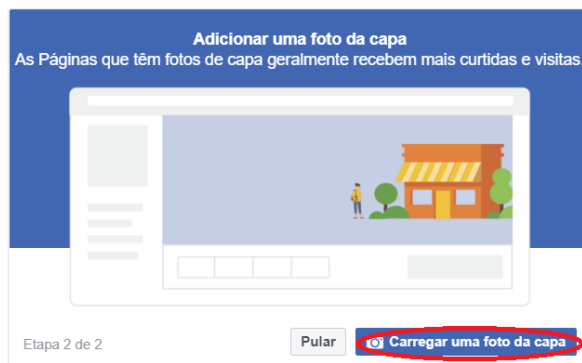 Adicionar uma foto da capa
As Páginas que têm fotos de capa geralmente recebem mais curtidas e visitas.
Etapa 2 de 2
Pular
Carregar uma foto da capa